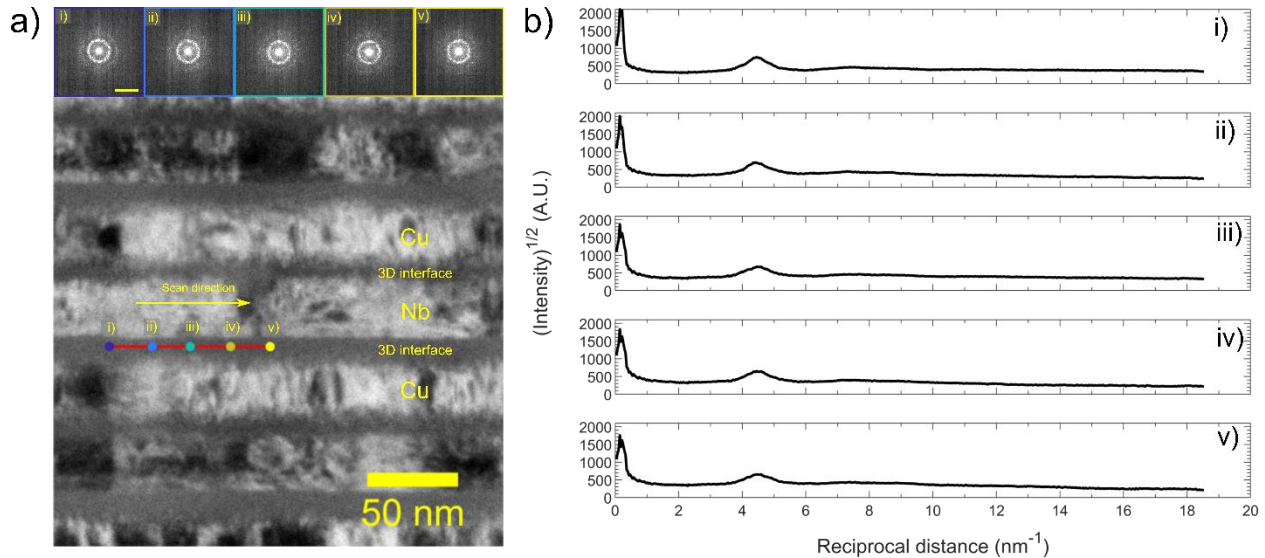 a)
i) ii) iii) iv) v)
Cu
3D interface
Scan direction
Nb
i) ii) iii) iv) v)
3D interface
Cu
50 nm
b)
(Intensity)1/2 (A.U.)
2000
1500
1000
500
0
i)
2000
1500
1000
500
0
ii)
2000
1500
1000
500
0
iii)
2000
1500
1000
500
0
iv)
2000
1500
1000
500
0
v)
0 2 4 6 8 10 12 14 16 18 20
Reciprocal distance (nm-1)